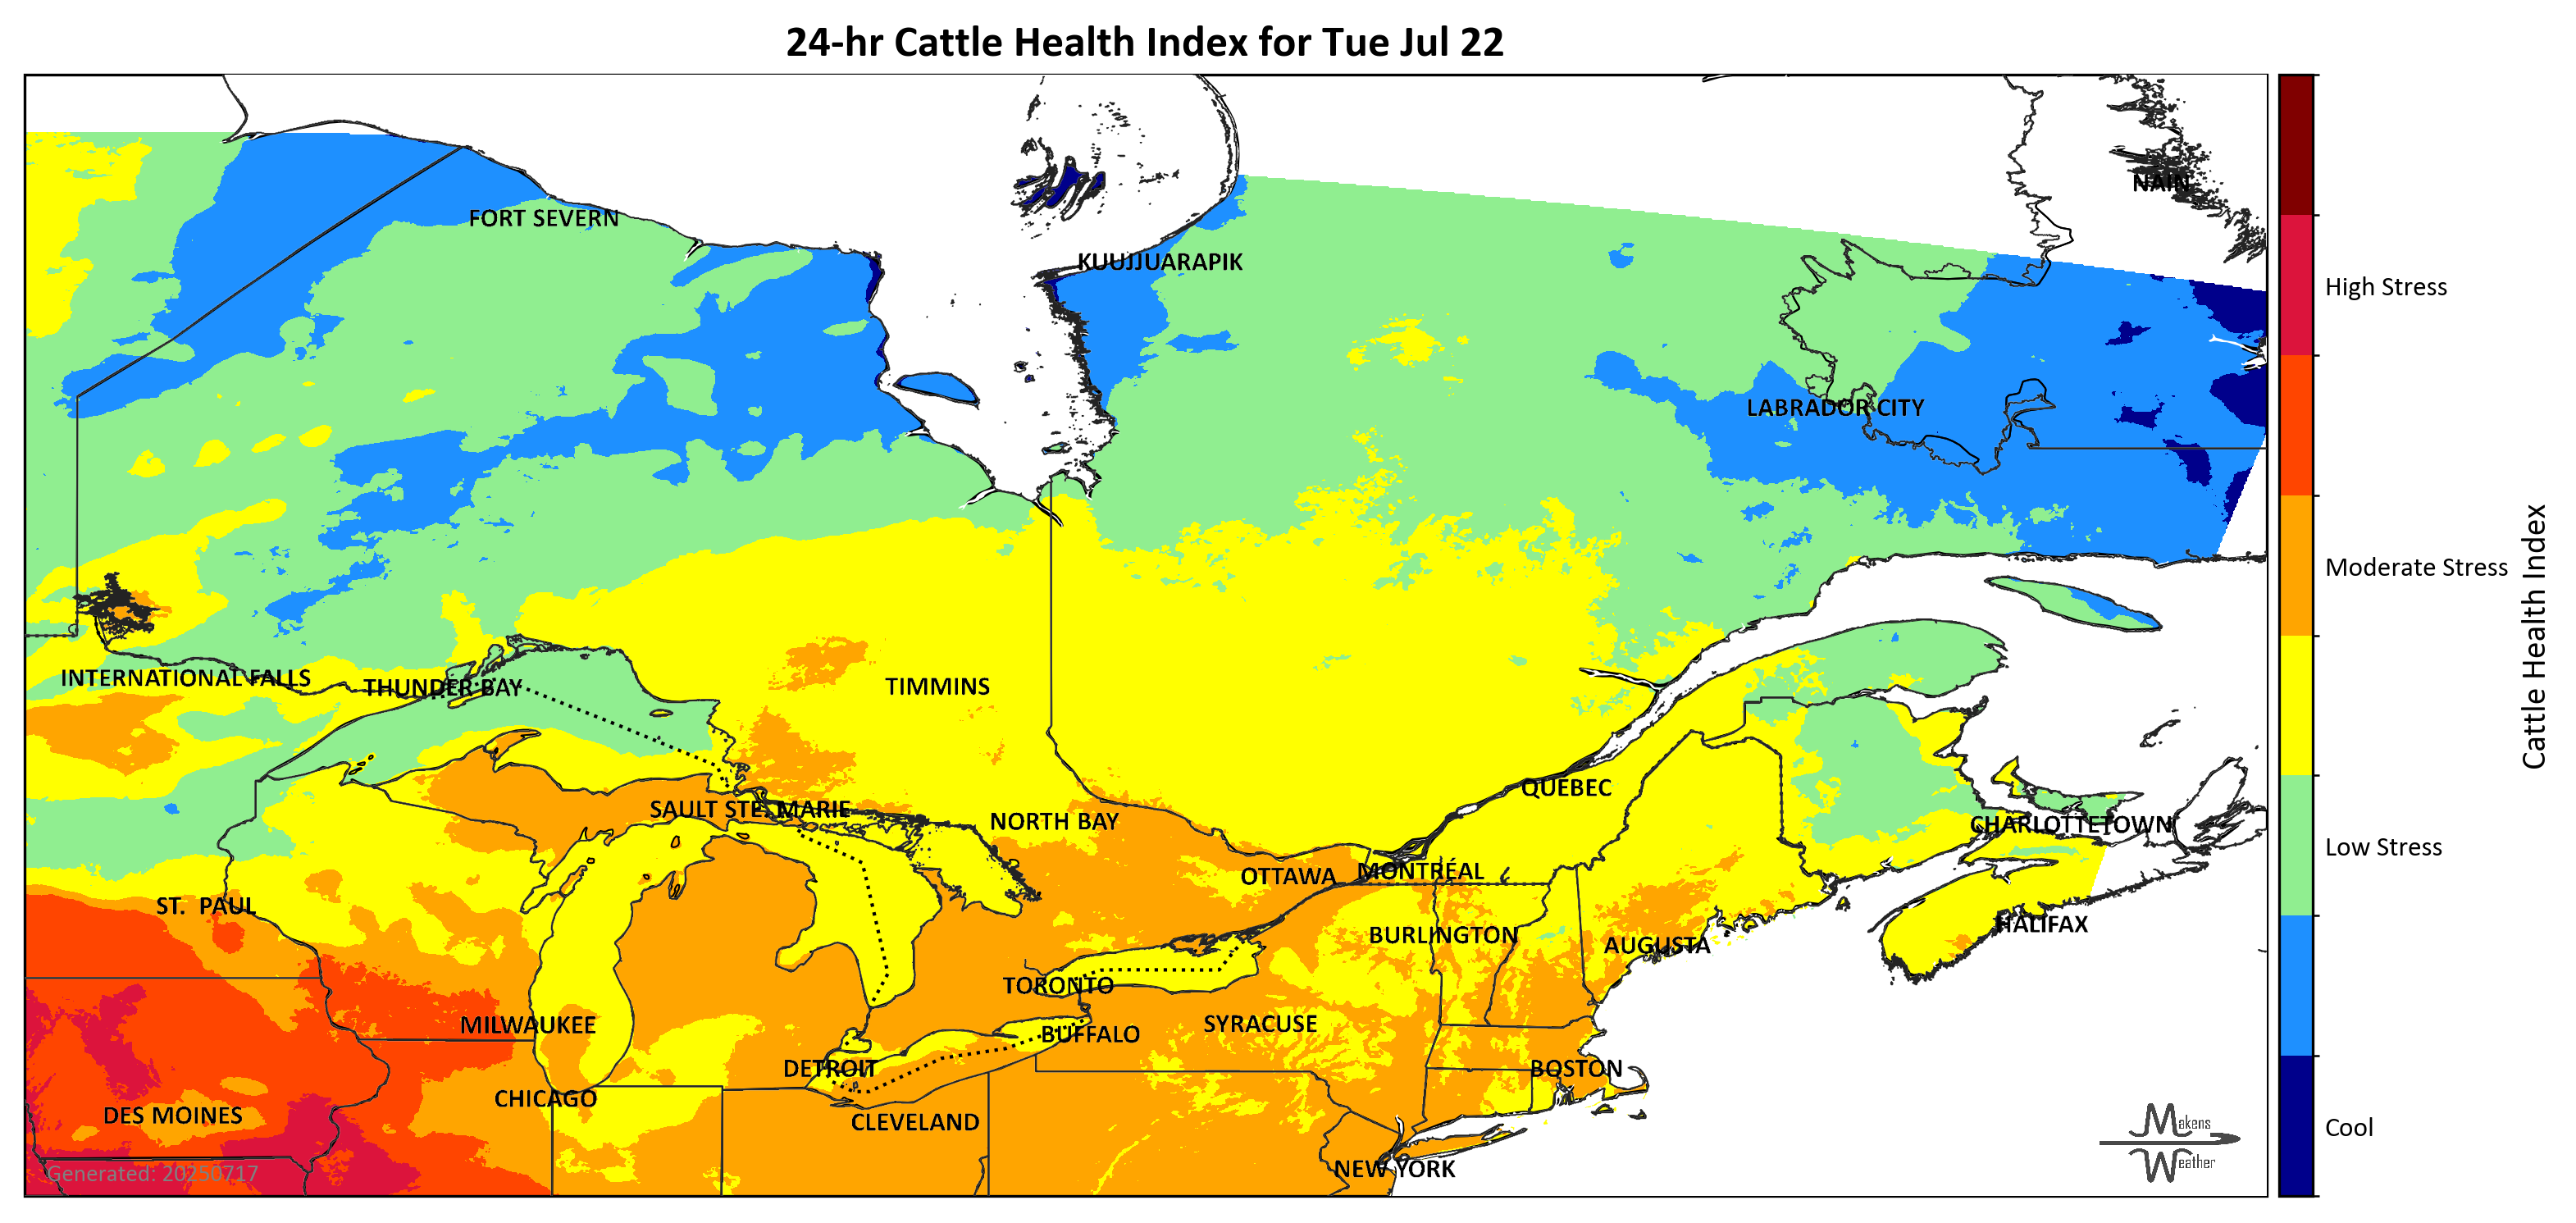 24-hr Cattle Health Index for Tue Jul 22
NAIN
FORT SEVERN
KUUJJUARAPIK
High Stress
LABRADOR CITY
Moderate Stress
Cattle Health Index
INTERNATIONAL FALLS
THUNDER BAY
TIMMINS
QUÉBEC
SAULT STE. MARIE
NORTH BAY
CHARLOTTETOWN
Low Stress
OTTAWA
MONTRÉAL
ST. PAUL
HALIFAX
BURLINGTON
AUGUSTA
TORONTO
MILWAUKEE
BUFFALO
SYRACUSE
DETROIT
BOSTON
CHICAGO
DES MOINES
CLEVELAND
Makens
Weather
Cool
NEW YORK
Generated: 20250717